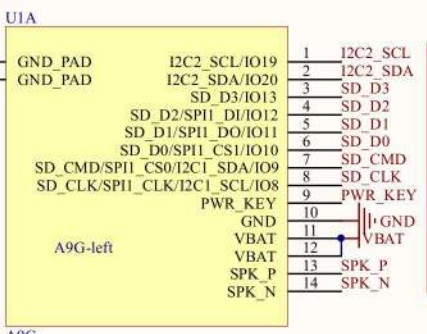 U1A
GND_PAD
GND_PAD
I2C2_SCL/IO19 1 I2C2_SCL
I2C2_SDA/IO20 2 I2C2_SDA
SD_D3/IO13 3 SD_D3
SD_D2/SPI1_DI/IO12 4 SD_D2
SD_D1/SPI1_DO/IO11 5 SD_D1
SD_D0/SPI1_CS1/IO10 6 SD_D0
SD_CMD/SPI1_CS0/I2C1_SDA/IO9 7 SD_CMD
SD_CLK/SPI1_CLK/I2C1_SCL/IO8 8 SD_CLK
PWR_KEY 9 PWR_KEY
GND 10 GND
VBAT 11 VBAT
VBAT 12
SPK_P 13 SPK_P
SPK_N 14 SPK_N
A9G-left